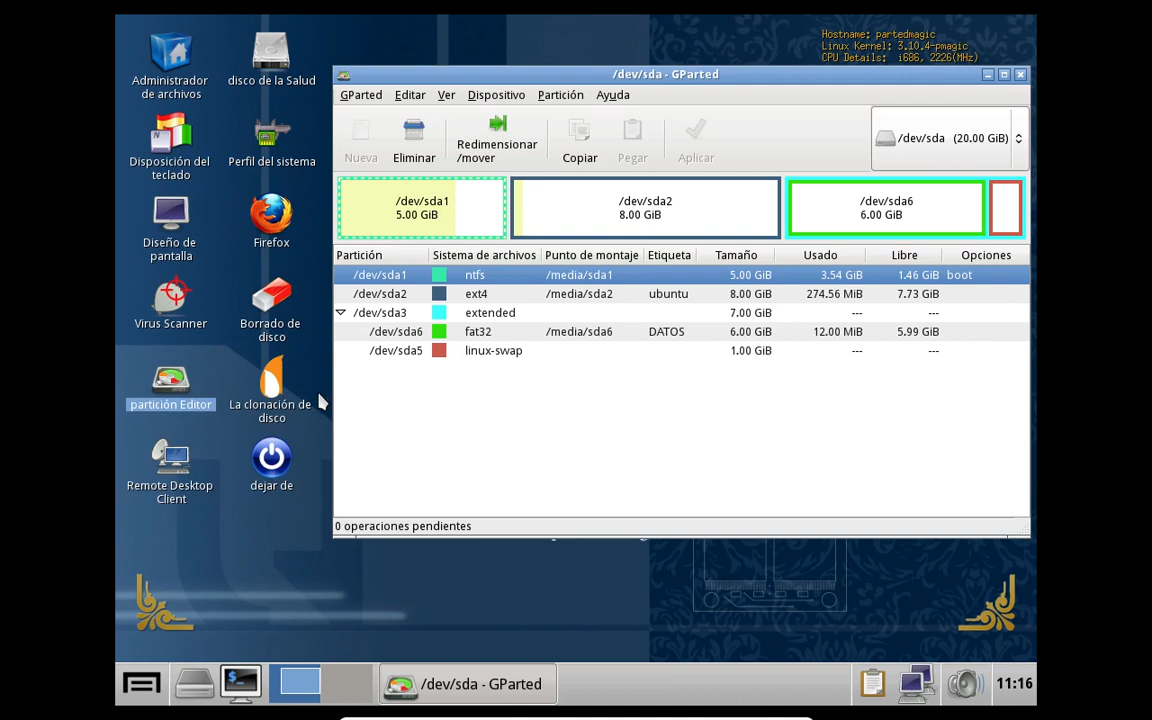 Hostname: partedmagic
Linux Kernel: 3.10.4-pmagic
CPU Details: i686, 2226(MHz)
Administrador
de archivos
disco de la Salud
Disposición del
teclado
Perfil del sistema
Diseño de
pantalla
Firefox
Virus Scanner
Borrado de
disco
partición Editor
La clonación de
disco
Remote Desktop
Client
dejar de
/dev/sda - GParted
GParted Editar Ver Dispositivo Partición Ayuda
Nueva Eliminar Redimensionar
/mover Copiar Pegar Aplicar
/dev/sda (20.00 GiB)
/dev/sda1
5.00 GiB
/dev/sda2
8.00 GiB
/dev/sda6
6.00 GiB
Partición Sistema de archivos Punto de montaje Etiqueta Tamaño Usado Libre Opciones
/dev/sda1 ntfs /media/sda1 5.00 GiB 3.54 GiB 1.46 GiB boot
/dev/sda2 ext4 /media/sda2 ubuntu 8.00 GiB 274.56 MiB 7.73 GiB
/dev/sda3 extended 7.00 GiB --- ---
/dev/sda6 fat32 /media/sda6 DATOS 6.00 GiB 12.00 MiB 5.99 GiB
/dev/sda5 linux-swap 1.00 GiB --- ---
0 operaciones pendientes
/dev/sda - GParted
11:16